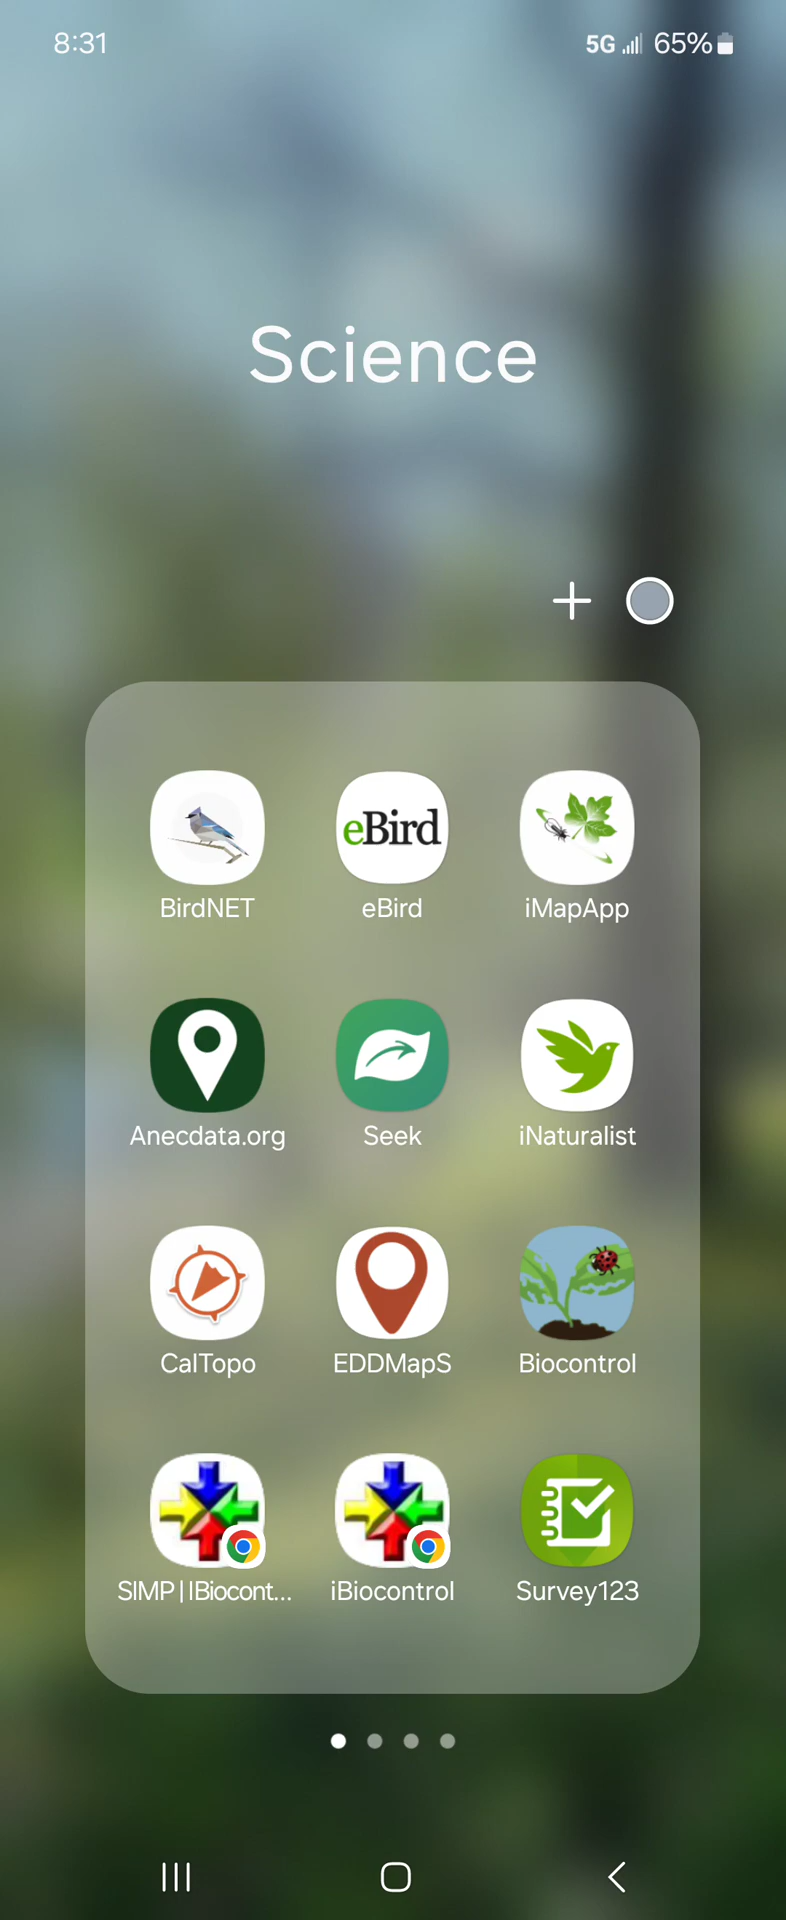 8:31 5G 65%
Science
eBird
BirdNET eBird iMapApp
Anecdata.org Seek iNaturalist
CalTopo EDDMapS Biocontrol
SIMP | IBiocont... iBiocontrol Survey123